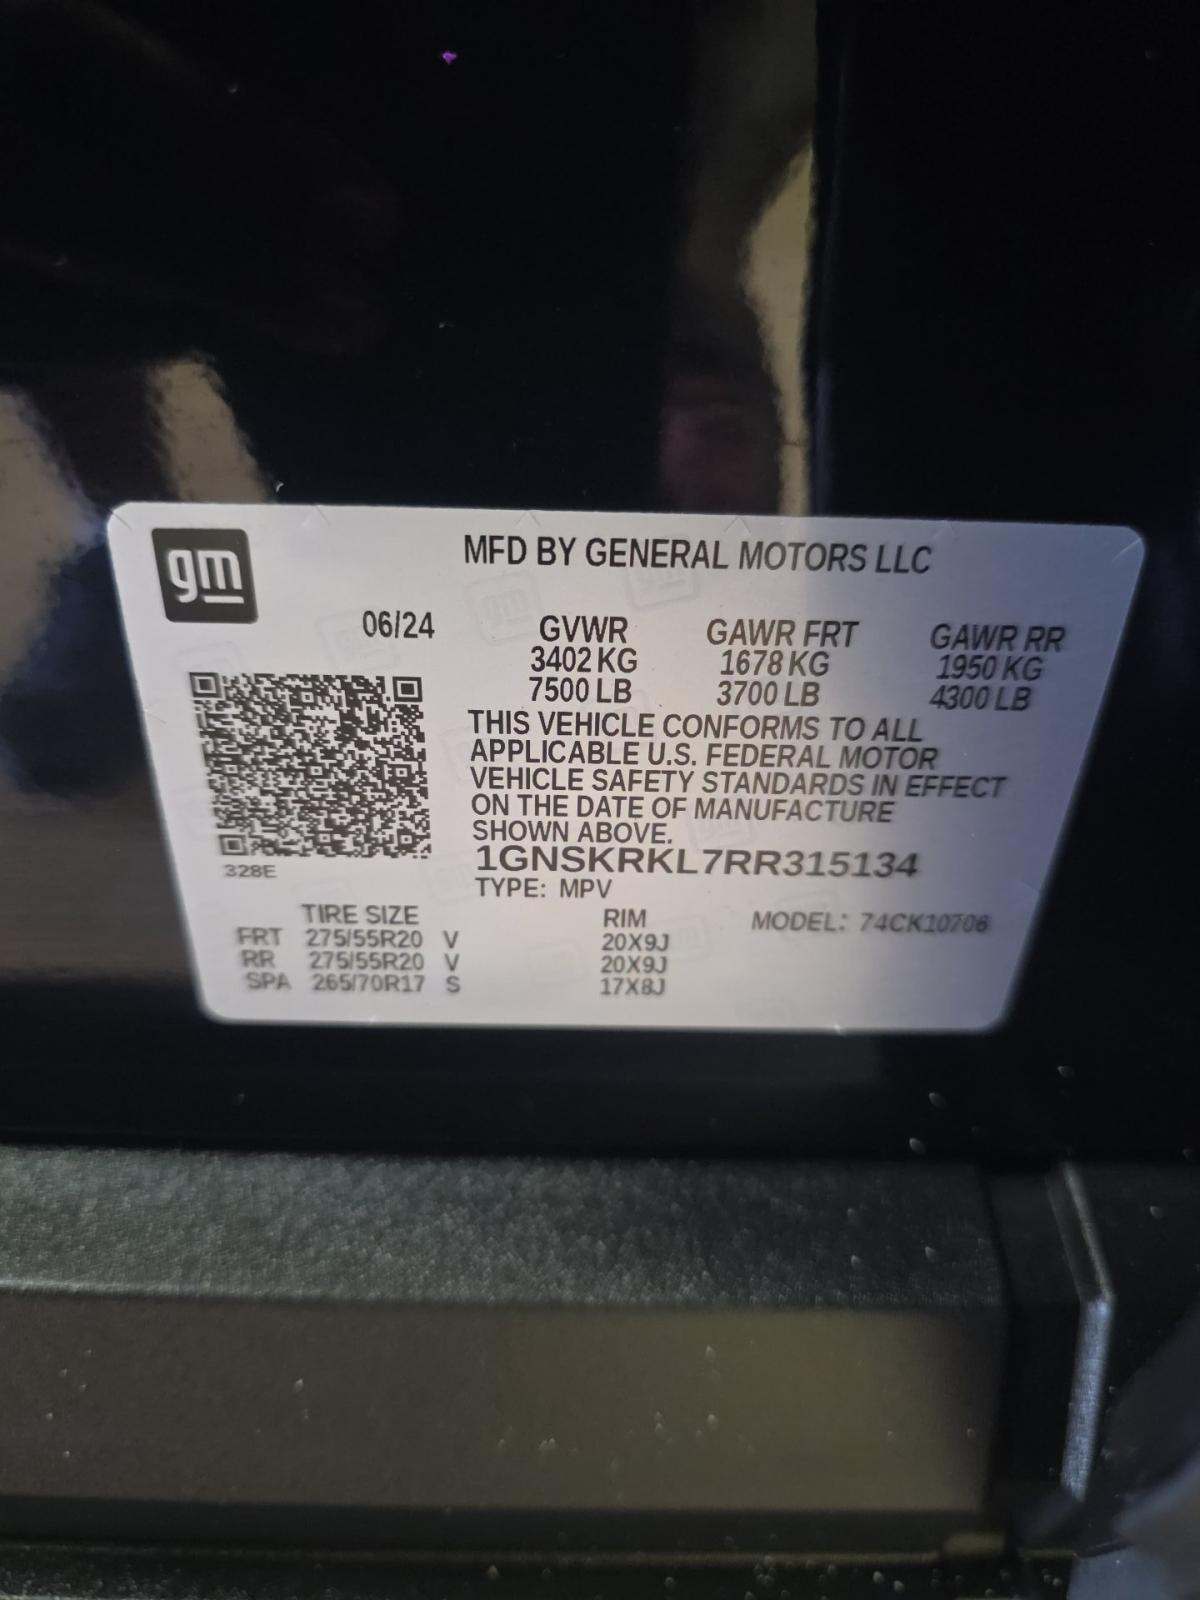 gm
MFD BY GENERAL MOTORS LLC
06/24 GVWR GAWR FRT GAWR RR
3402 KG 1678 KG 1950 KG
7500 LB 3700 LB 4300 LB
THIS VEHICLE CONFORMS TO ALL
APPLICABLE U.S. FEDERAL MOTOR
VEHICLE SAFETY STANDARDS IN EFFECT
ON THE DATE OF MANUFACTURE
SHOWN ABOVE.
1GNSKRKL7RR315134
328E
TYPE: MPV
TIRE SIZE RIM MODEL: 74CK10706
FRT 275/55R20 V 20X9J
RR 275/55R20 V 20X9J
SPA 265/70R17 S 17X8J